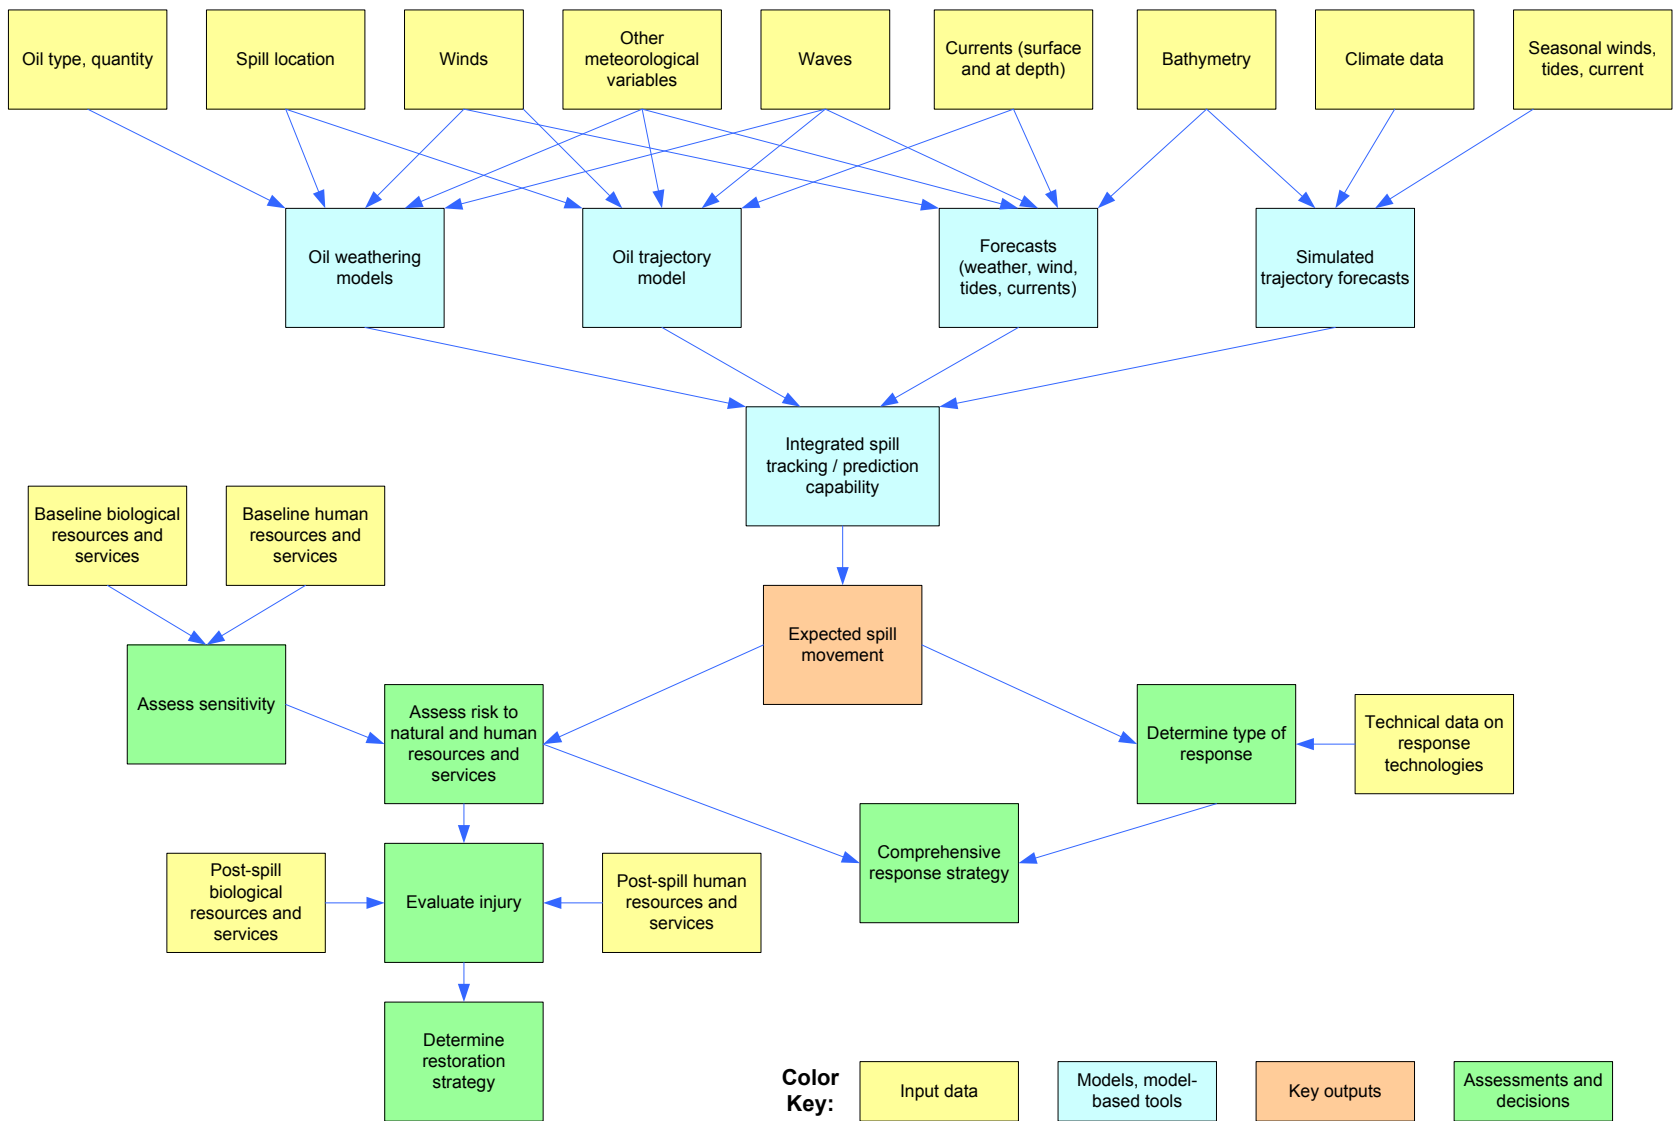 Oil type, quantity
Spill location
Winds
Other
meteorological
variables
Waves
Currents (surface
and at depth)
Bathymetry
Climate data
Seasonal winds,
tides, current
Oil weathering
models
Oil trajectory
model
Forecasts
(weather, wind,
tides, currents)
Simulated
trajectory forecasts
Integrated spill
tracking / prediction
capability
Baseline biological
resources and
services
Baseline human
resources and
services
Expected spill
movement
Assess sensitivity
Assess risk to
natural and human
resources and
services
Determine type of
response
Technical data on
response
technologies
Comprehensive
response strategy
Post-spill
biological
resources and
services
Evaluate injury
Post-spill human
resources and
services
Determine
restoration
strategy
Color
Key:
Input data
Models, model-
based tools
Key outputs
Assessments and
decisions